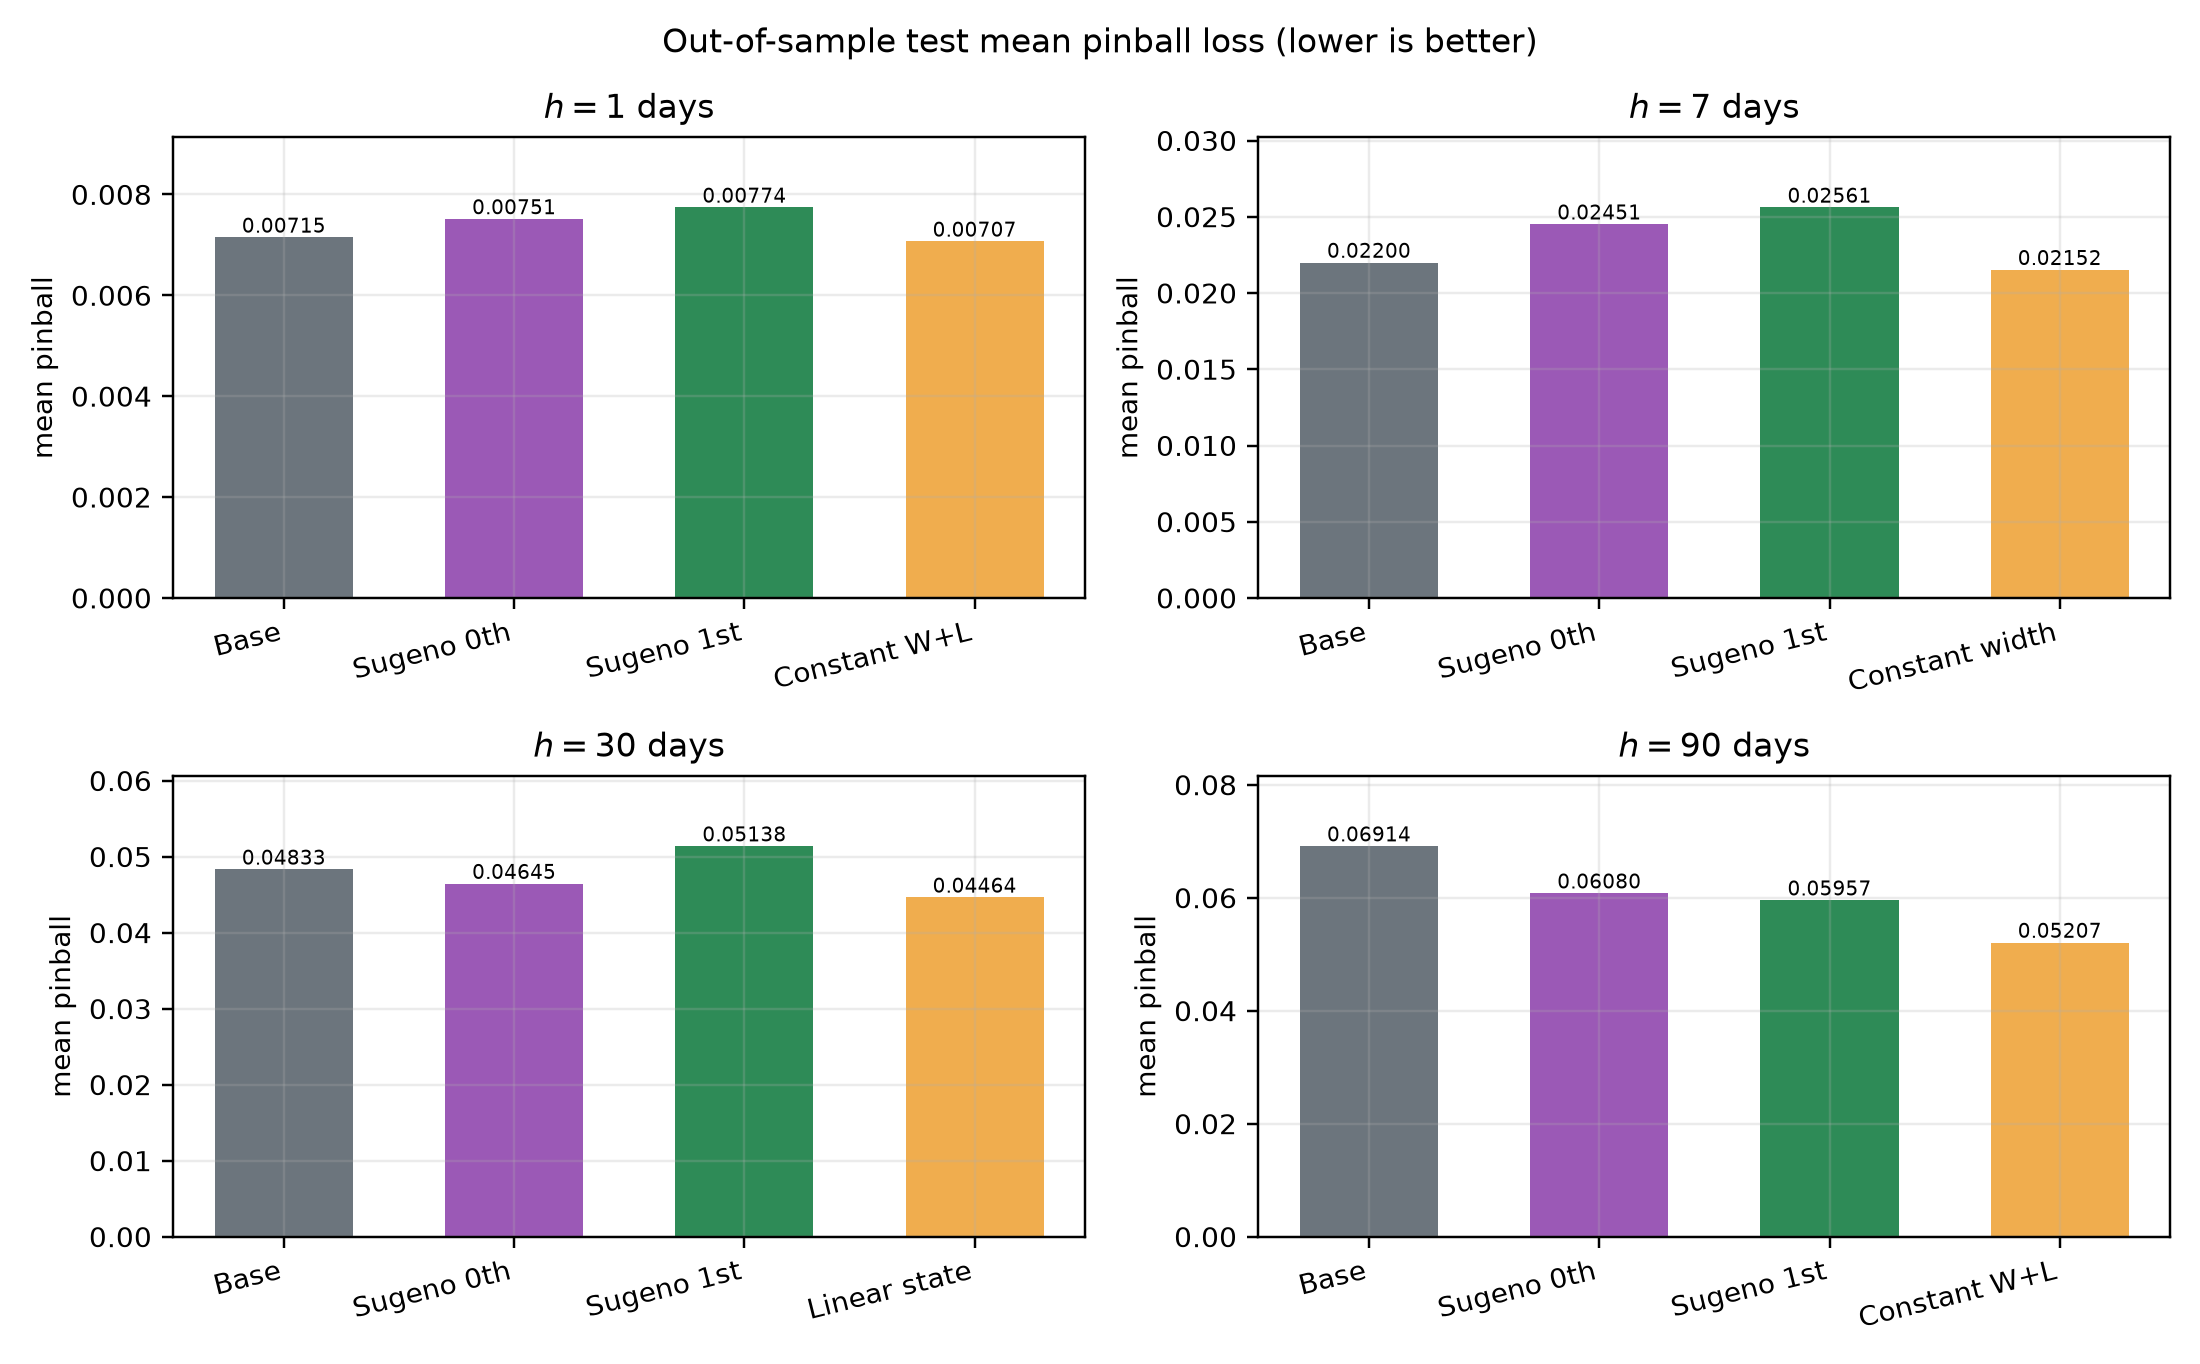 Out-of-sample test mean pinball loss (lower is better)
h = 1 days
mean pinball
0.008
0.006
0.004
0.002
0.000
0.00715
0.00751
0.00774
0.00707
Base
Sugeno 0th
Sugeno 1st
Constant W+L
h = 7 days
mean pinball
0.030
0.025
0.020
0.015
0.010
0.005
0.000
0.02200
0.02451
0.02561
0.02152
Base
Sugeno 0th
Sugeno 1st
Constant width
h = 30 days
mean pinball
0.06
0.05
0.04
0.03
0.02
0.01
0.00
0.04833
0.04645
0.05138
0.04464
Base
Sugeno 0th
Sugeno 1st
Linear state
h = 90 days
mean pinball
0.08
0.06
0.04
0.02
0.00
0.06914
0.06080
0.05957
0.05207
Base
Sugeno 0th
Sugeno 1st
Constant W+L